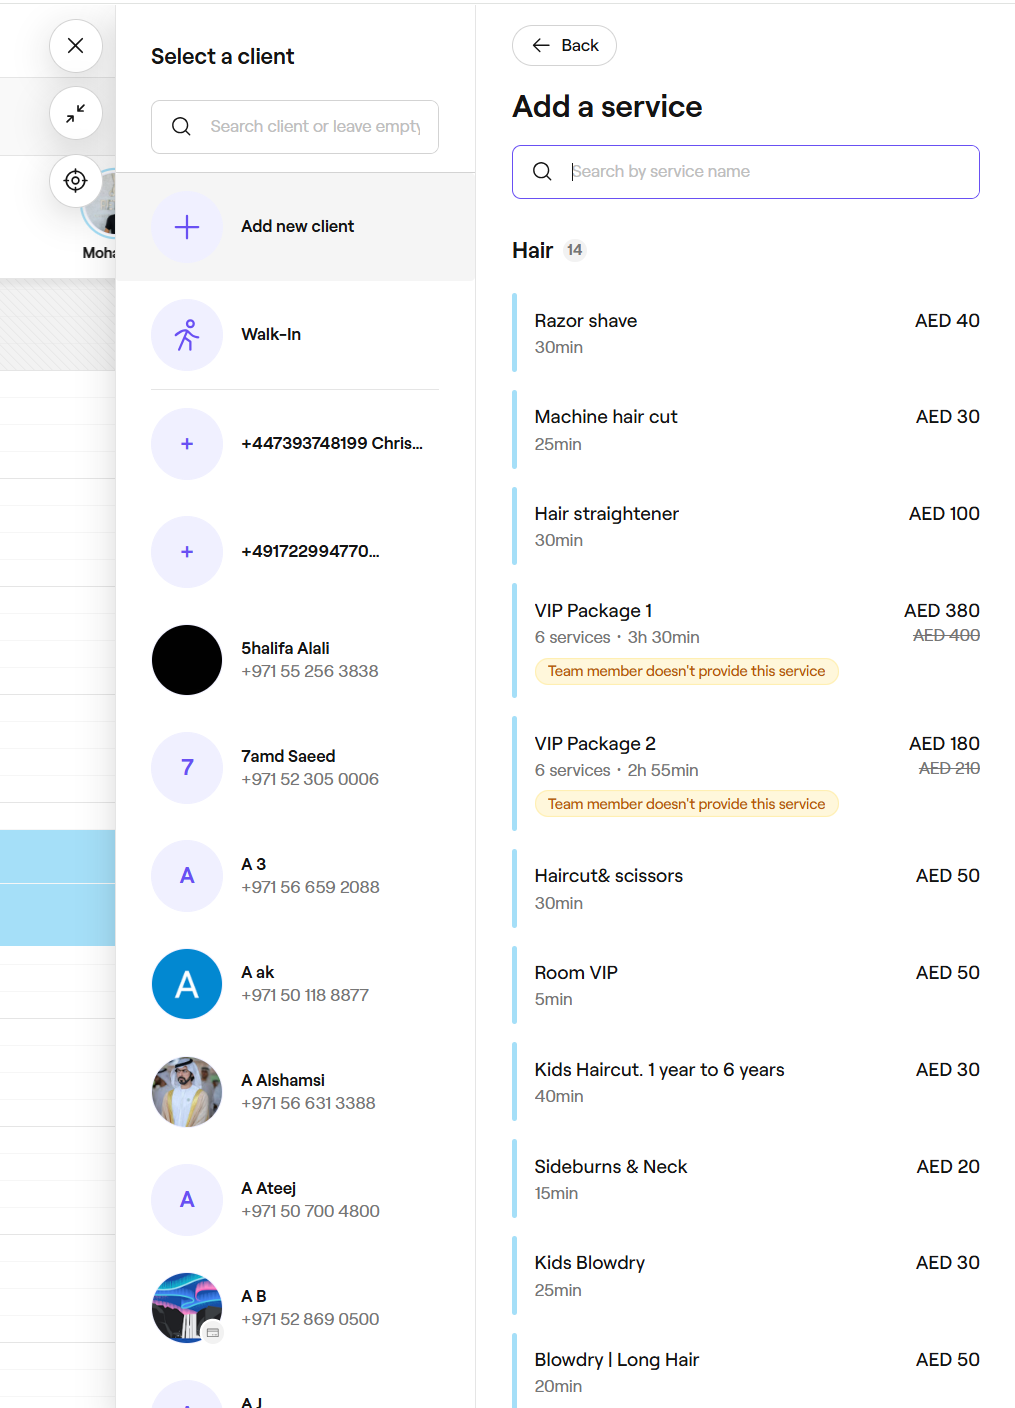 Moha
Select a client
Search client or leave empty
Add new client
Walk-In
+
+447393748199 Chris...
+
+491722994770...
5halifa Alali
+971 55 256 3838
7
7amd Saeed
+971 52 305 0006
A
A 3
+971 56 659 2088
A
A ak
+971 50 118 8877
A Alshamsi
+971 56 631 3388
A
A Ateej
+971 50 700 4800
A B
+971 52 869 0500
A J
Back
Add a service
Search by service name
Hair 14
Razor shave AED 40
30min
Machine hair cut AED 30
25min
Hair straightener AED 100
30min
VIP Package 1 AED 380
6 services · 3h 30min AED 400
Team member doesn't provide this service
VIP Package 2 AED 180
6 services · 2h 55min AED 210
Team member doesn't provide this service
Haircut& scissors AED 50
30min
Room VIP AED 50
5min
Kids Haircut. 1 year to 6 years AED 30
40min
Sideburns & Neck AED 20
15min
Kids Blowdry AED 30
25min
Blowdry | Long Hair AED 50
20min